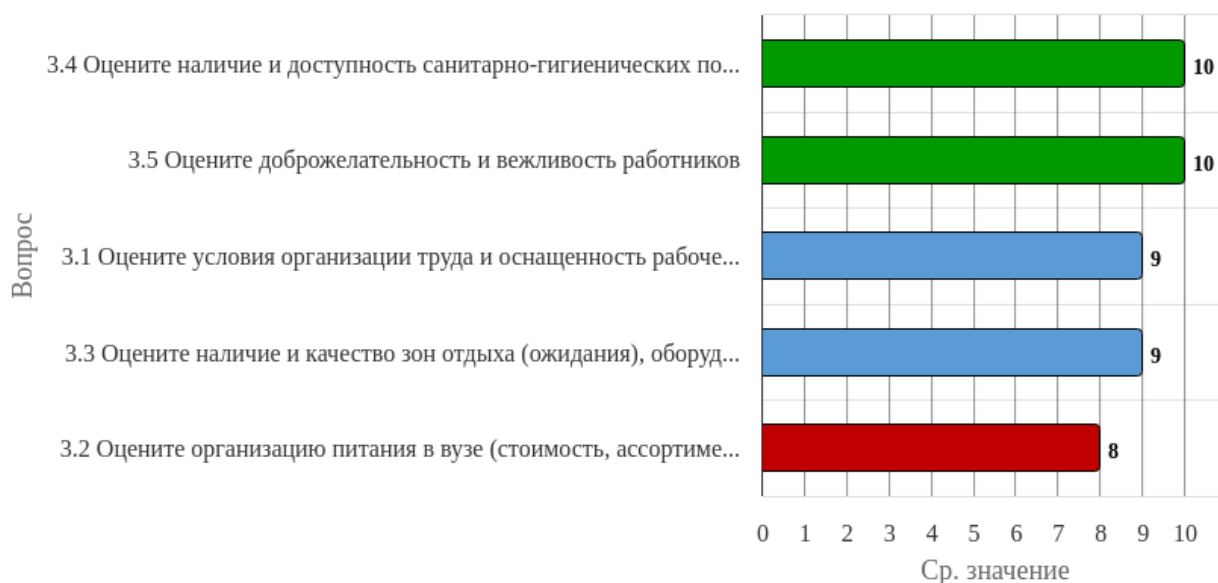 3.4 Оцените наличие и доступность санитарно-гигиенических по...
10
3.5 Оцените доброжелательность и вежливость работников
10
3.1 Оцените условия организации труда и оснащенность рабоче...
9
3.3 Оцените наличие и качество зон отдыха (ожидания), оборуд...
9
3.2 Оцените организацию питания в вузе (стоимость, ассортиме...
8
Вопрос
0 1 2 3 4 5 6 7 8 9 10
Ср. значение